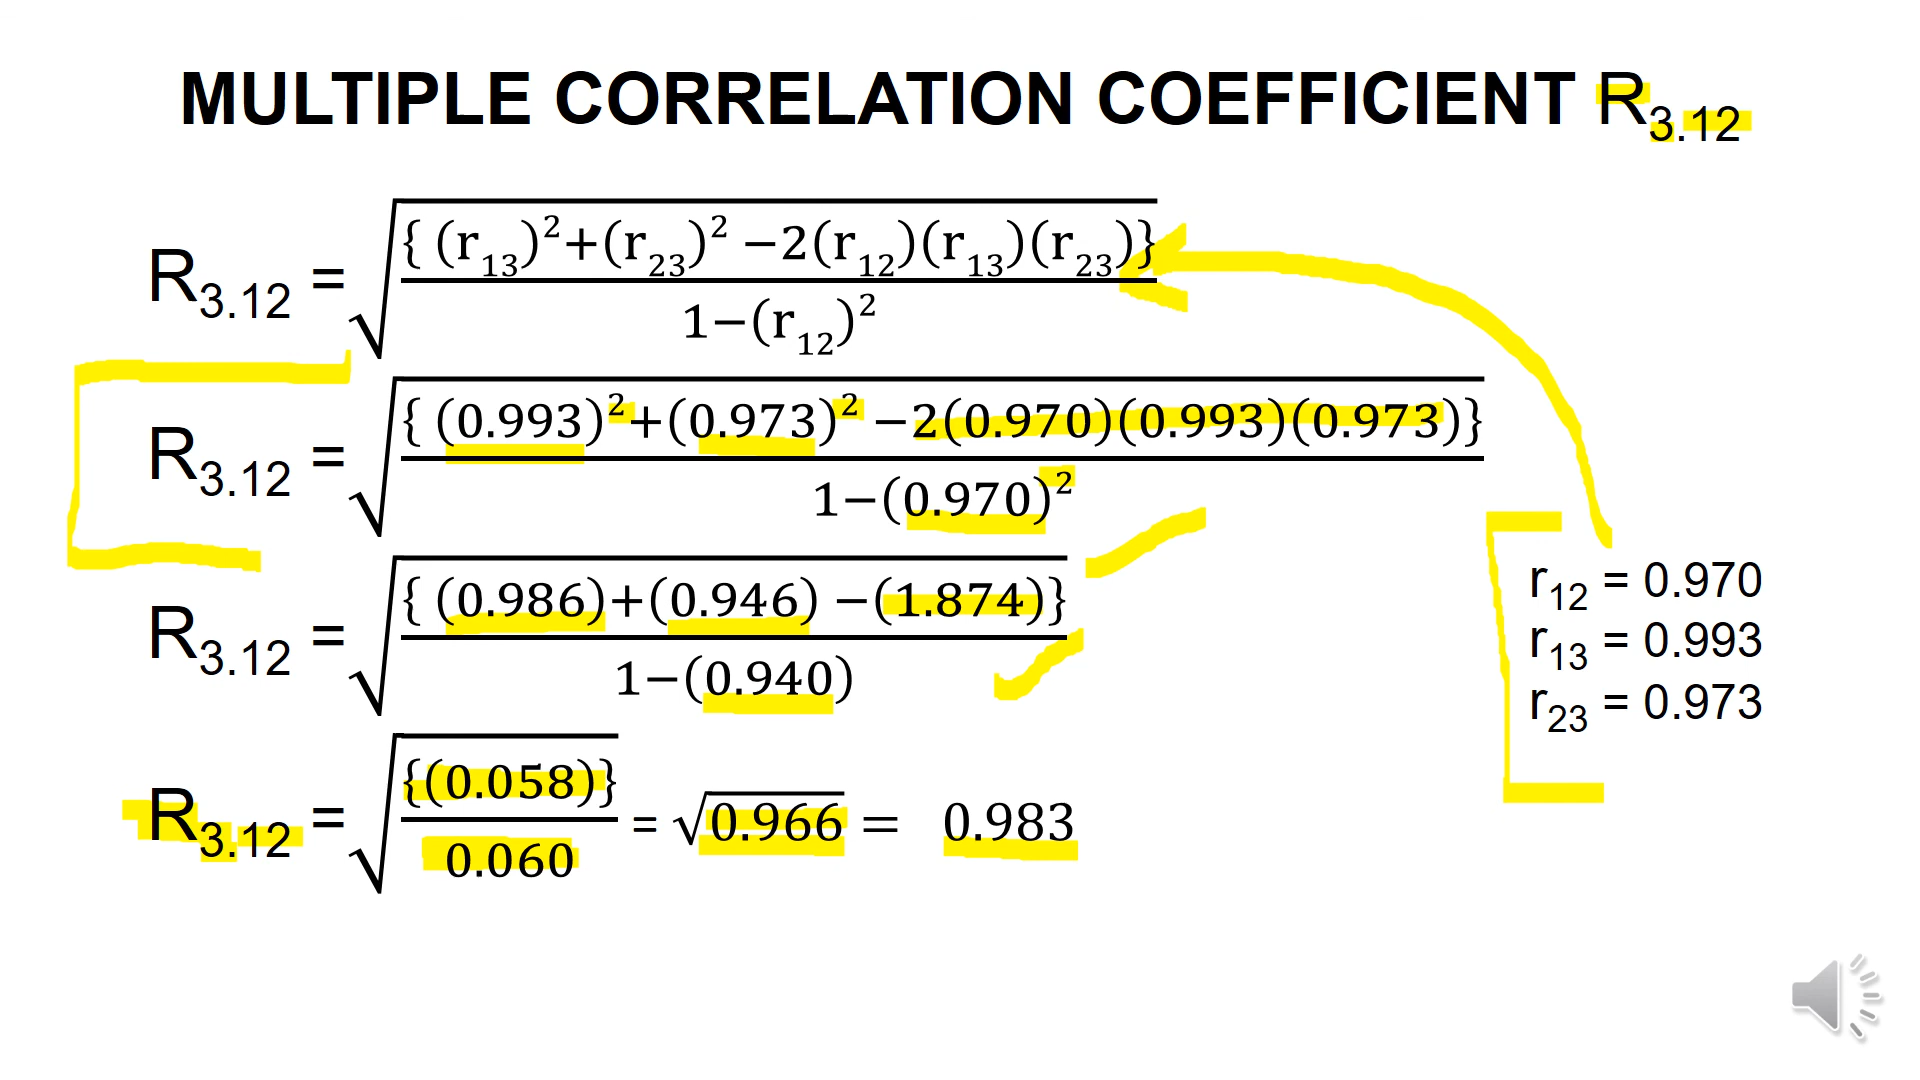 MULTIPLE CORRELATION COEFFICIENT R₃.₁₂
R₃.₁₂ = √({ (r₁₃)²+(r₂₃)² −2(r₁₂)(r₁₃)(r₂₃)} / 1−(r₁₂)²)
R₃.₁₂ = √({ (0.993)²+(0.973)² −2(0.970)(0.993)(0.973)} / 1−(0.970)²)
R₃.₁₂ = √({ (0.986)+(0.946) −(1.874)} / 1−(0.940))
R₃.₁₂ = √({(0.058)} / 0.060) = √0.966 = 0.983
r₁₂ = 0.970
r₁₃ = 0.993
r₂₃ = 0.973